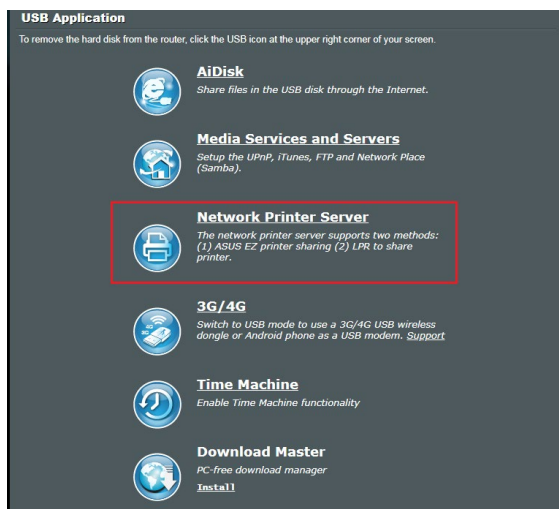 USB Application
To remove the hard disk from the router, click the USB icon at the upper right corner of your screen.
AiDisk
Share files in the USB disk through the Internet.
Media Services and Servers
Setup the UPnP, iTunes, FTP and Network Place
(Samba).
Network Printer Server
The network printer server supports two methods:
(1) ASUS EZ printer sharing (2) LPR to share
printer.
3G/4G
Switch to USB mode to use a 3G/4G USB wireless
dongle or Android phone as a USB modem. Support
Time Machine
Enable Time Machine functionality
Download Master
PC-free download manager
Install